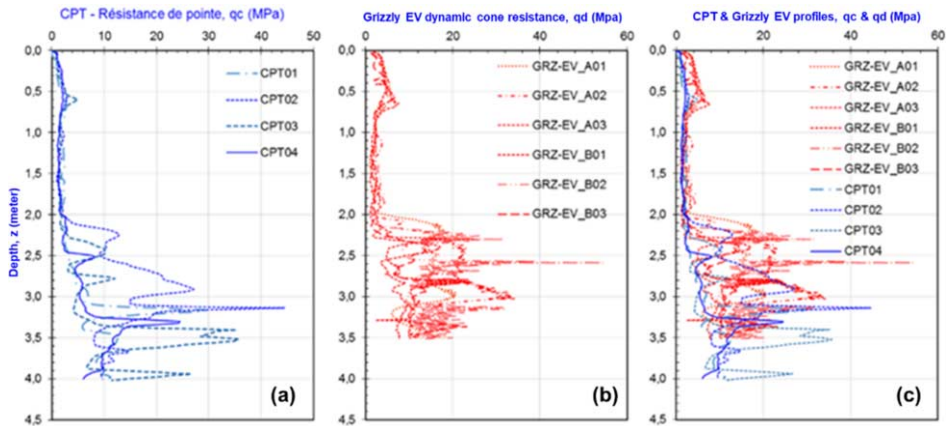 CPT - Résistance de pointe, qc (MPa)
0 10 20 30 40 50
0,0
0,5
1,0
1,5
2,0
2,5
3,0
3,5
4,0
4,5
Depth, z (meter)
CPT01
CPT02
CPT03
CPT04
(a)
Grizzly EV dynamic cone resistance, qd (Mpa)
0 20 40 60
0,0
0,5
1,0
1,5
2,0
2,5
3,0
3,5
4,0
4,5
GRZ-EV_A01
GRZ-EV_A02
GRZ-EV_A03
GRZ-EV_B01
GRZ-EV_B02
GRZ-EV_B03
(b)
CPT & Grizzly EV profiles, qc & qd (Mpa)
0 20 40 60
0,0
0,5
1,0
1,5
2,0
2,5
3,0
3,5
4,0
4,5
GRZ-EV_A01
GRZ-EV_A02
GRZ-EV_A03
GRZ-EV_B01
GRZ-EV_B02
GRZ-EV_B03
CPT01
CPT02
CPT03
CPT04
(c)